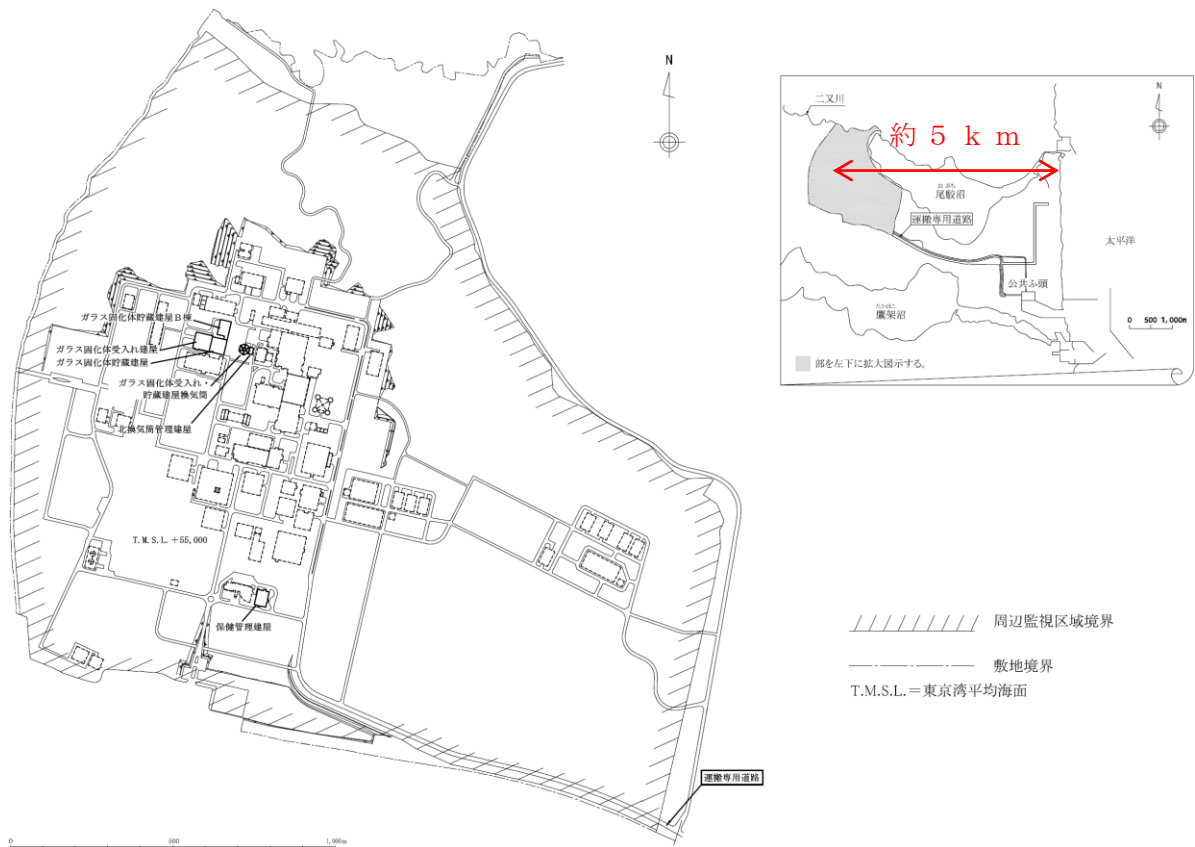 N
ガラス固化体貯蔵建屋B棟
ガラス固化体受入れ建屋
ガラス固化体貯蔵建屋
ガラス固化体受入れ・
貯蔵建屋換気筒
北換気筒管理建屋
T.M.S.L.+55,000
保健管理建屋
運搬専用道路
0 500 1,000m
N
二又川
約5km
おぶち
尾駮沼
運搬専用道路
太平洋
公共ふ頭
たかほこ
鷹架沼
0 500 1,000m
部を左下に拡大図示する。
周辺監視区域境界
敷地境界
T.M.S.L.=東京湾平均海面